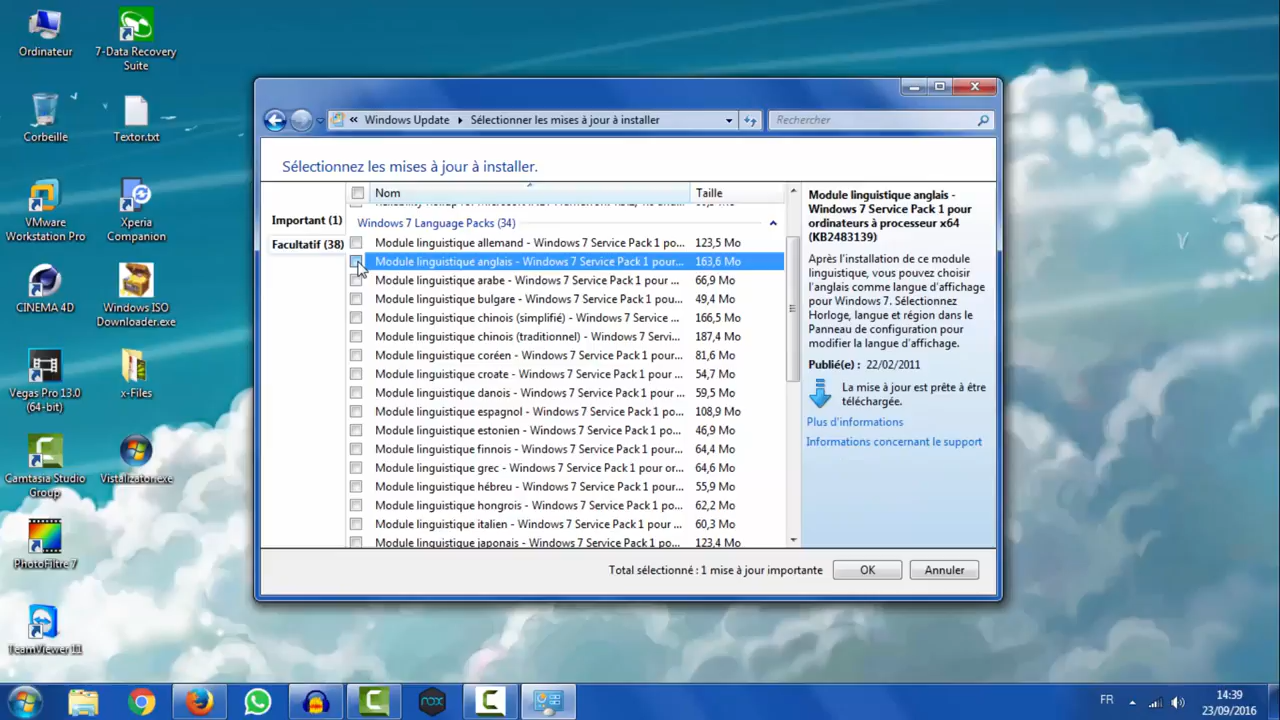 Ordinateur
7-Data Recovery
Suite
Corbeille
Textor.txt
VMware
Workstation Pro
Xperia
Companion
CINEMA 4D
Windows ISO
Downloader.exe
Vegas Pro 13.0
(64-bit)
x-Files
Camtasia Studio
Group
Vistalizator.exe
PhotoFiltre 7
TeamViewer 11
« Windows Update ▸ Sélectionner les mises à jour à installer
Rechercher
Sélectionnez les mises à jour à installer.
Nom
Taille
Important (1)
Facultatif (38)
Windows 7 Language Packs (34)
Module linguistique allemand - Windows 7 Service Pack 1 po... 123,5 Mo
Module linguistique anglais - Windows 7 Service Pack 1 pour... 163,6 Mo
Module linguistique arabe - Windows 7 Service Pack 1 pour ... 66,9 Mo
Module linguistique bulgare - Windows 7 Service Pack 1 pour... 49,4 Mo
Module linguistique chinois (simplifié) - Windows 7 Service ... 166,5 Mo
Module linguistique chinois (traditionnel) - Windows 7 Servi... 187,4 Mo
Module linguistique coréen - Windows 7 Service Pack 1 pour... 81,6 Mo
Module linguistique croate - Windows 7 Service Pack 1 pour... 54,7 Mo
Module linguistique danois - Windows 7 Service Pack 1 pour... 59,5 Mo
Module linguistique espagnol - Windows 7 Service Pack 1 po... 108,9 Mo
Module linguistique estonien - Windows 7 Service Pack 1 po... 46,9 Mo
Module linguistique finnois - Windows 7 Service Pack 1 pour... 64,4 Mo
Module linguistique grec - Windows 7 Service Pack 1 pour or... 64,6 Mo
Module linguistique hébreu - Windows 7 Service Pack 1 pour... 55,9 Mo
Module linguistique hongrois - Windows 7 Service Pack 1 po... 62,2 Mo
Module linguistique italien - Windows 7 Service Pack 1 pour ... 60,3 Mo
Module linguistique japonais - Windows 7 Service Pack 1 po... 123,4 Mo
Module linguistique anglais -
Windows 7 Service Pack 1 pour
ordinateurs à processeur x64
(KB2483139)
Après l'installation de ce module
linguistique, vous pouvez choisir
l'anglais comme langue d'affichage
pour Windows 7. Sélectionnez
Horloge, langue et région dans le
Panneau de configuration pour
modifier la langue d'affichage.
Publié(e) : 22/02/2011
La mise à jour est prête à être
téléchargée.
Plus d'informations
Informations concernant le support
Total sélectionné : 1 mise à jour importante
OK
Annuler
nox
FR
14:39
23/09/2016